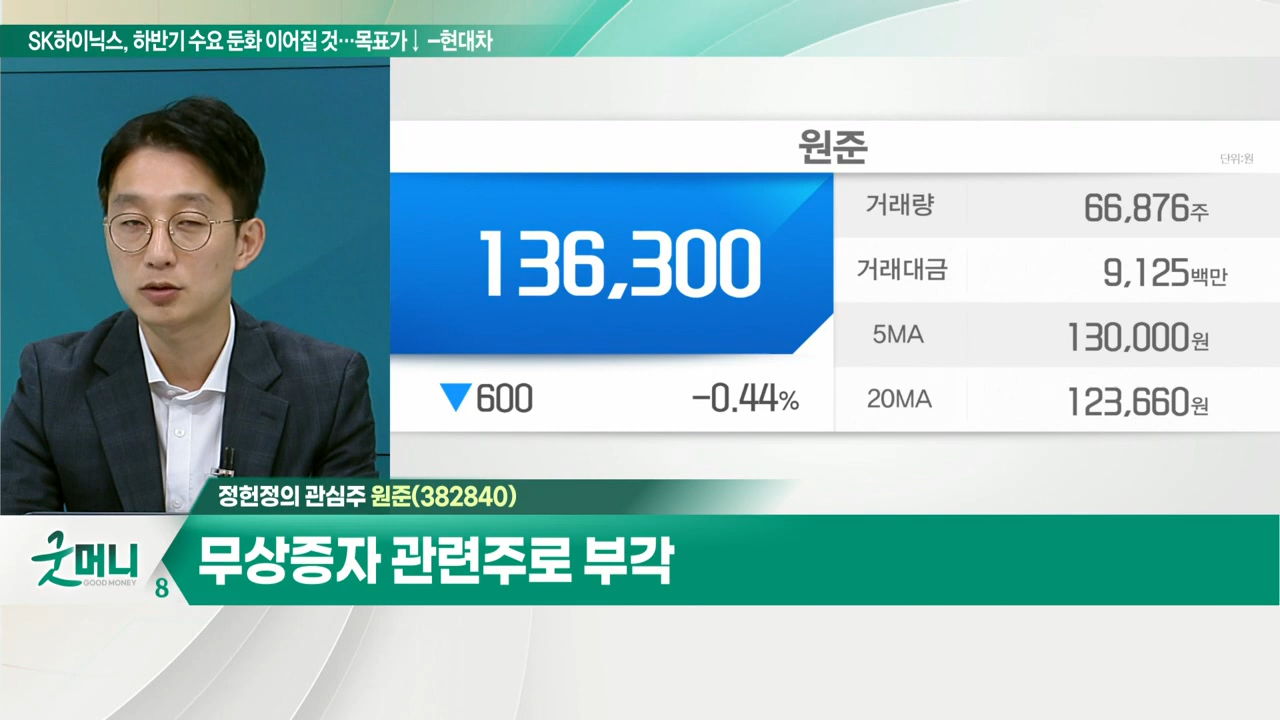 SK하이닉스, 하반기 수요 둔화 이어질 것…목표가↓ -현대차
원준
단위:원
136,300
▼600 -0.44%
거래량 66,876주
거래대금 9,125백만
5MA 130,000원
20MA 123,660원
정헌정의 관심주 원준(382840)
굿머니
GOOD MONEY
8
무상증자 관련주로 부각